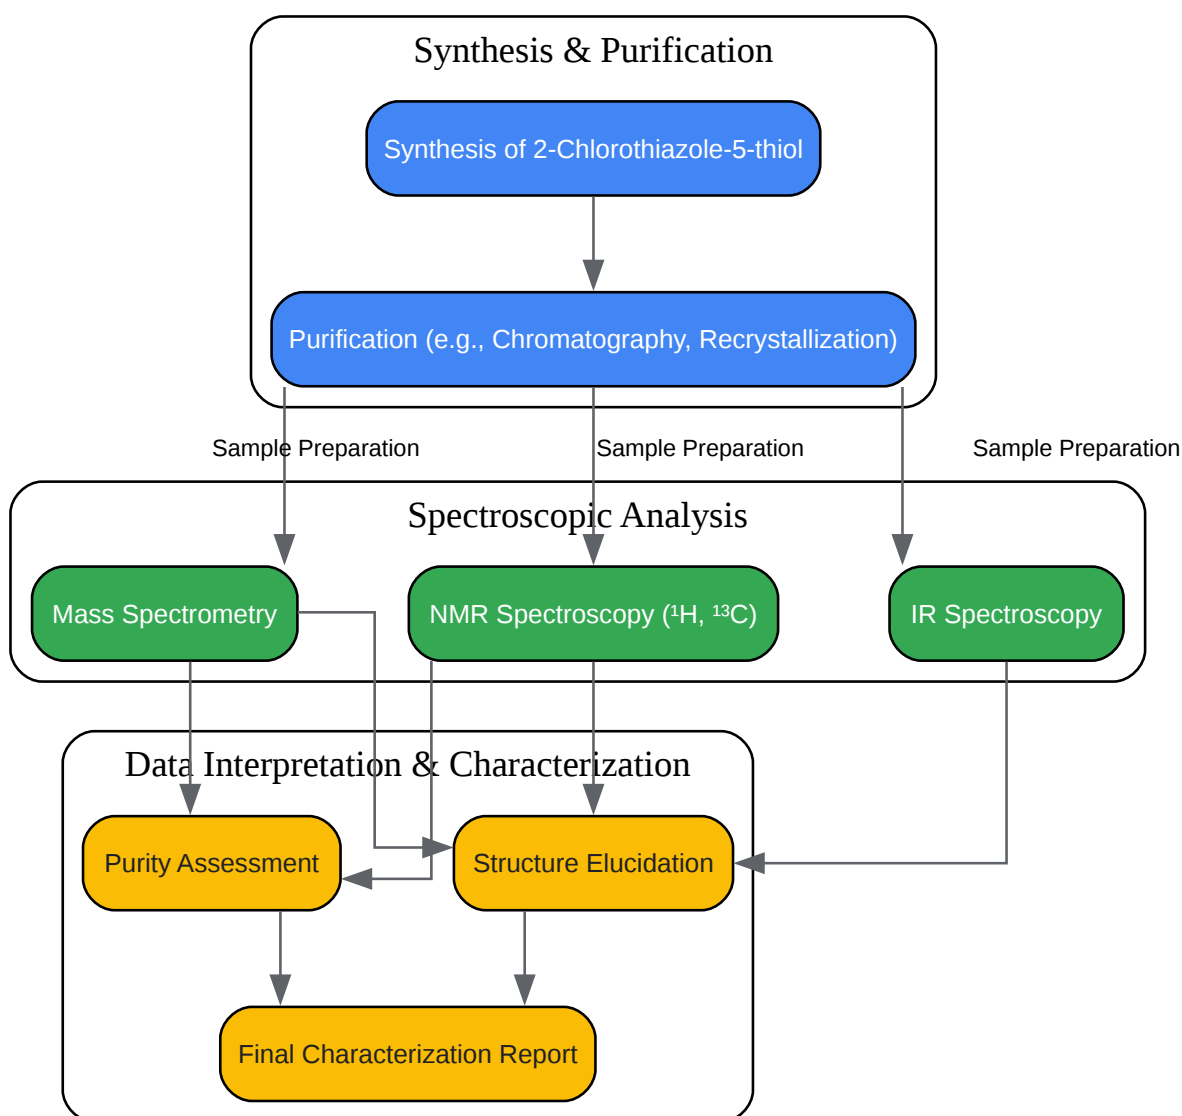 Synthesis & Purification
Synthesis of 2-Chlorothiazole-5-thiol
Purification (e.g., Chromatography, Recrystallization)
Sample Preparation
Sample Preparation
Sample Preparation
Spectroscopic Analysis
Mass Spectrometry
NMR Spectroscopy (¹H, ¹³C)
IR Spectroscopy
Data Interpretation & Characterization
Purity Assessment
Structure Elucidation
Final Characterization Report